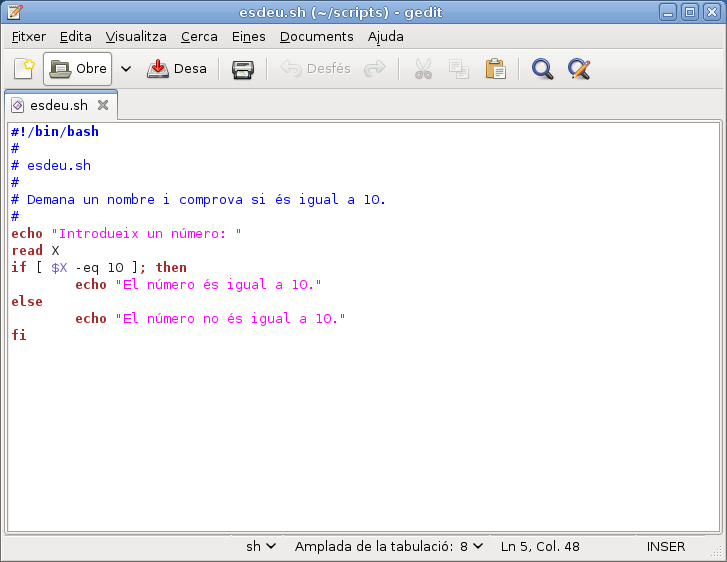 esdeu.sh (~/scripts) - gedit
Fitxer Edita Visualitza Cerca Eines Documents Ajuda
Obre Desa Desfés
esdeu.sh
#!/bin/bash
#
# esdeu.sh
#
# Demana un nombre i comprova si és igual a 10.
#
echo "Introdueix un número: "
read X
if [ $X -eq 10 ]; then
        echo "El número és igual a 10."
else
        echo "El número no és igual a 10."
fi
sh Amplada de la tabulació: 8 Ln 5, Col. 48 INSER